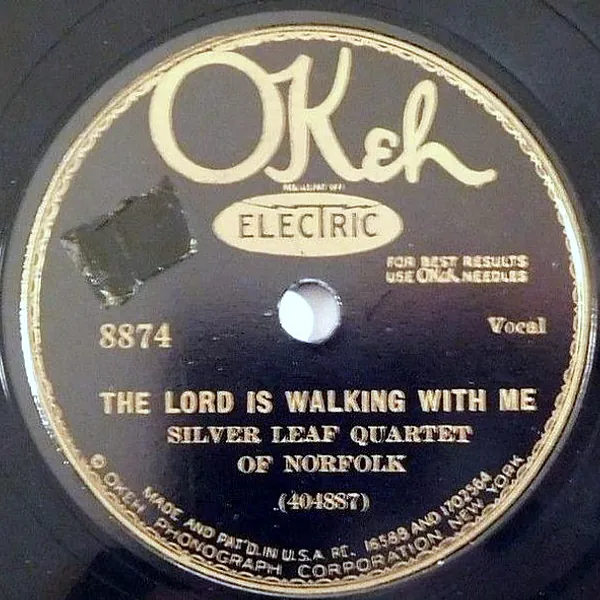 OKeh
ELECTRIC
FOR BEST RESULTS
USE OKeh NEEDLES
8874
Vocal
THE LORD IS WALKING WITH ME
SILVER LEAF QUARTET
OF NORFOLK
(404887)
MADE AND PAT'D. IN U.S.A. RE. 16588 AND 1702564
© OKEH PHONOGRAPH CORPORATION NEW YORK